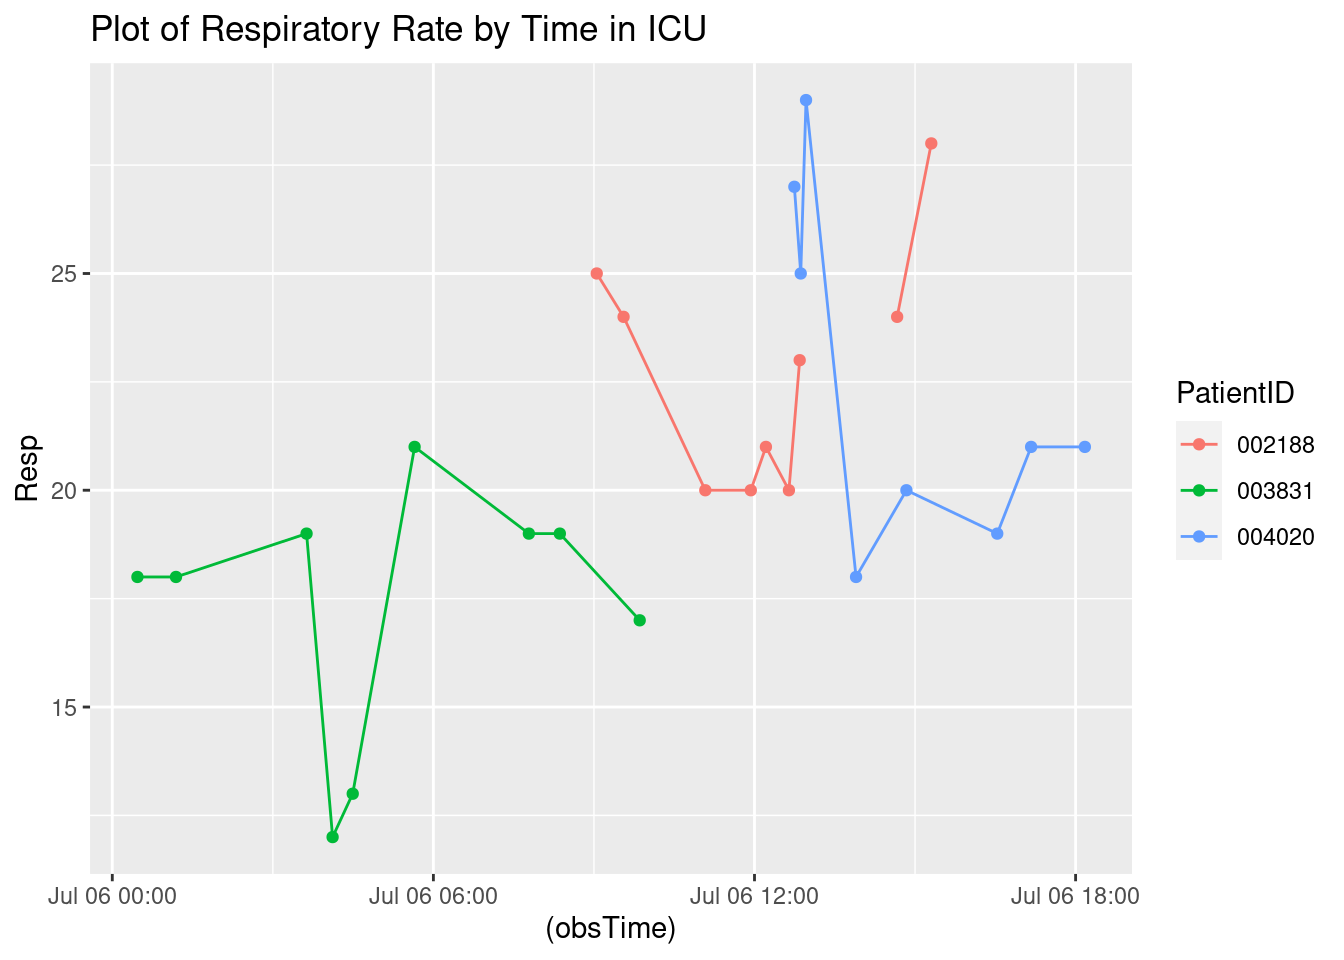 Plot of Respiratory Rate by Time in ICU
Resp
25
20
15
Jul 06 00:00
Jul 06 06:00
Jul 06 12:00
Jul 06 18:00
(obsTime)
PatientID
002188
003831
004020